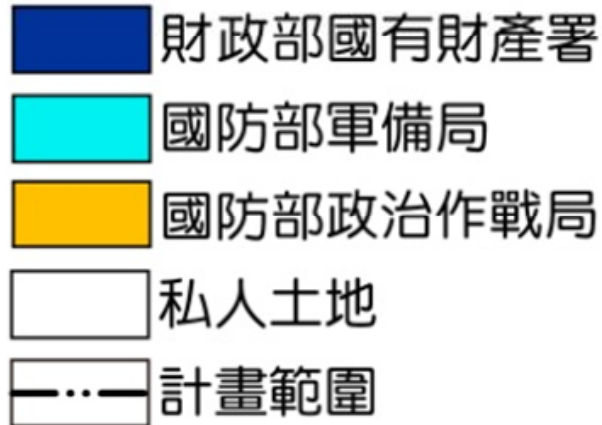 財政部國有財產署
國防部軍備局
國防部政治作戰局
私人土地
計畫範圍